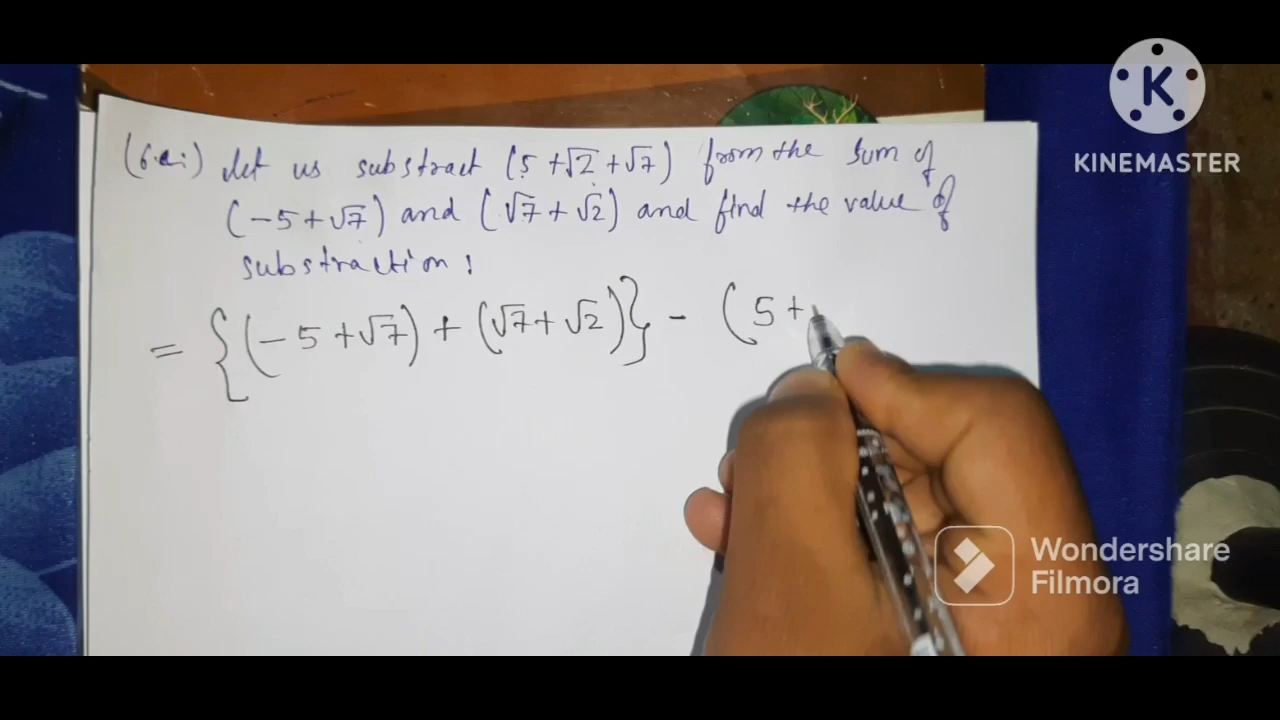 let us substract (5 + √2 + √7) from the sum of
(-5 + √7) and (√7 + √2) and find the value of
substraction:
= {(-5 + √7) + (√7 + √2)} - (5 +
K
KINEMASTER
Wondershare
Filmora